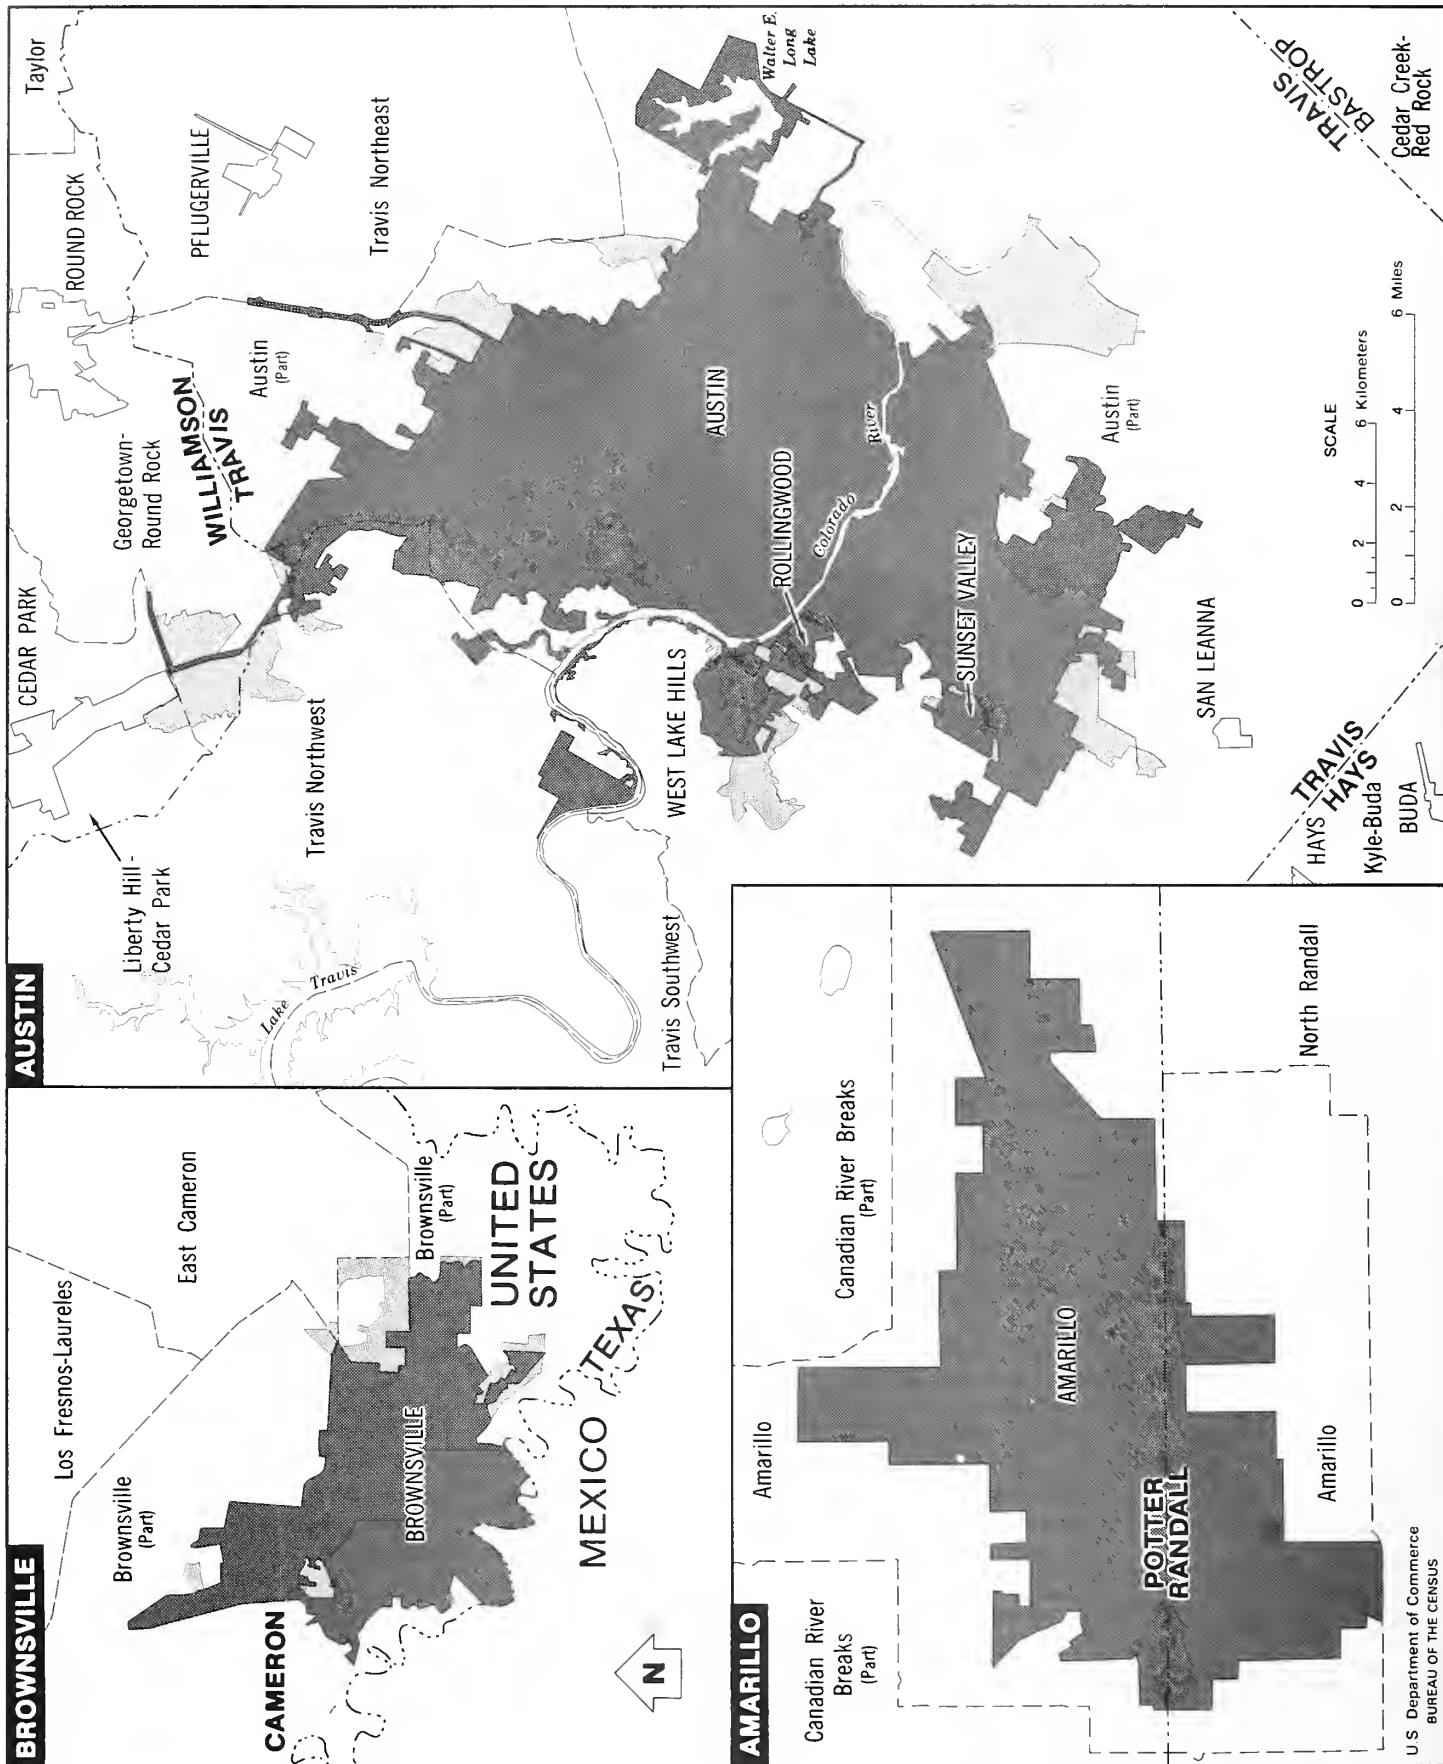 BROWNSVILLE
Los Fresnos-Laureles
East Cameron
Brownsville
(Part)
Brownsville
(Part)
BROWNSVILLE
CAMERON
UNITED
STATES
TEXAS
MEXICO
N
AUSTIN
Liberty Hill-
Cedar Park
CEDAR PARK
Georgetown-
Round Rock
ROUND ROCK
Taylor
WILLIAMSON
TRAVIS
PFLUGERVILLE
Austin
(Part)
Travis Northeast
Lake Travis
Travis Northwest
Walter E.
Long
Lake
AUSTIN
Travis Southwest
WEST LAKE HILLS
ROLLINGWOOD
Colorado River
SUNSET VALLEY
Austin
(Part)
SAN LEANNA
TRAVIS
HAYS
HAYS
Kyle-Buda
BUDA
TRAVIS
BASTROP
Cedar Creek-
Red Rock
SCALE
0 2 4 6 Kilometers
0 2 4 6 Miles
AMARILLO
Canadian River
Breaks
(Part)
Amarillo
Canadian River Breaks
(Part)
AMARILLO
POTTER
RANDALL
Amarillo
North Randall
U.S Department of Commerce
BUREAU OF THE CENSUS